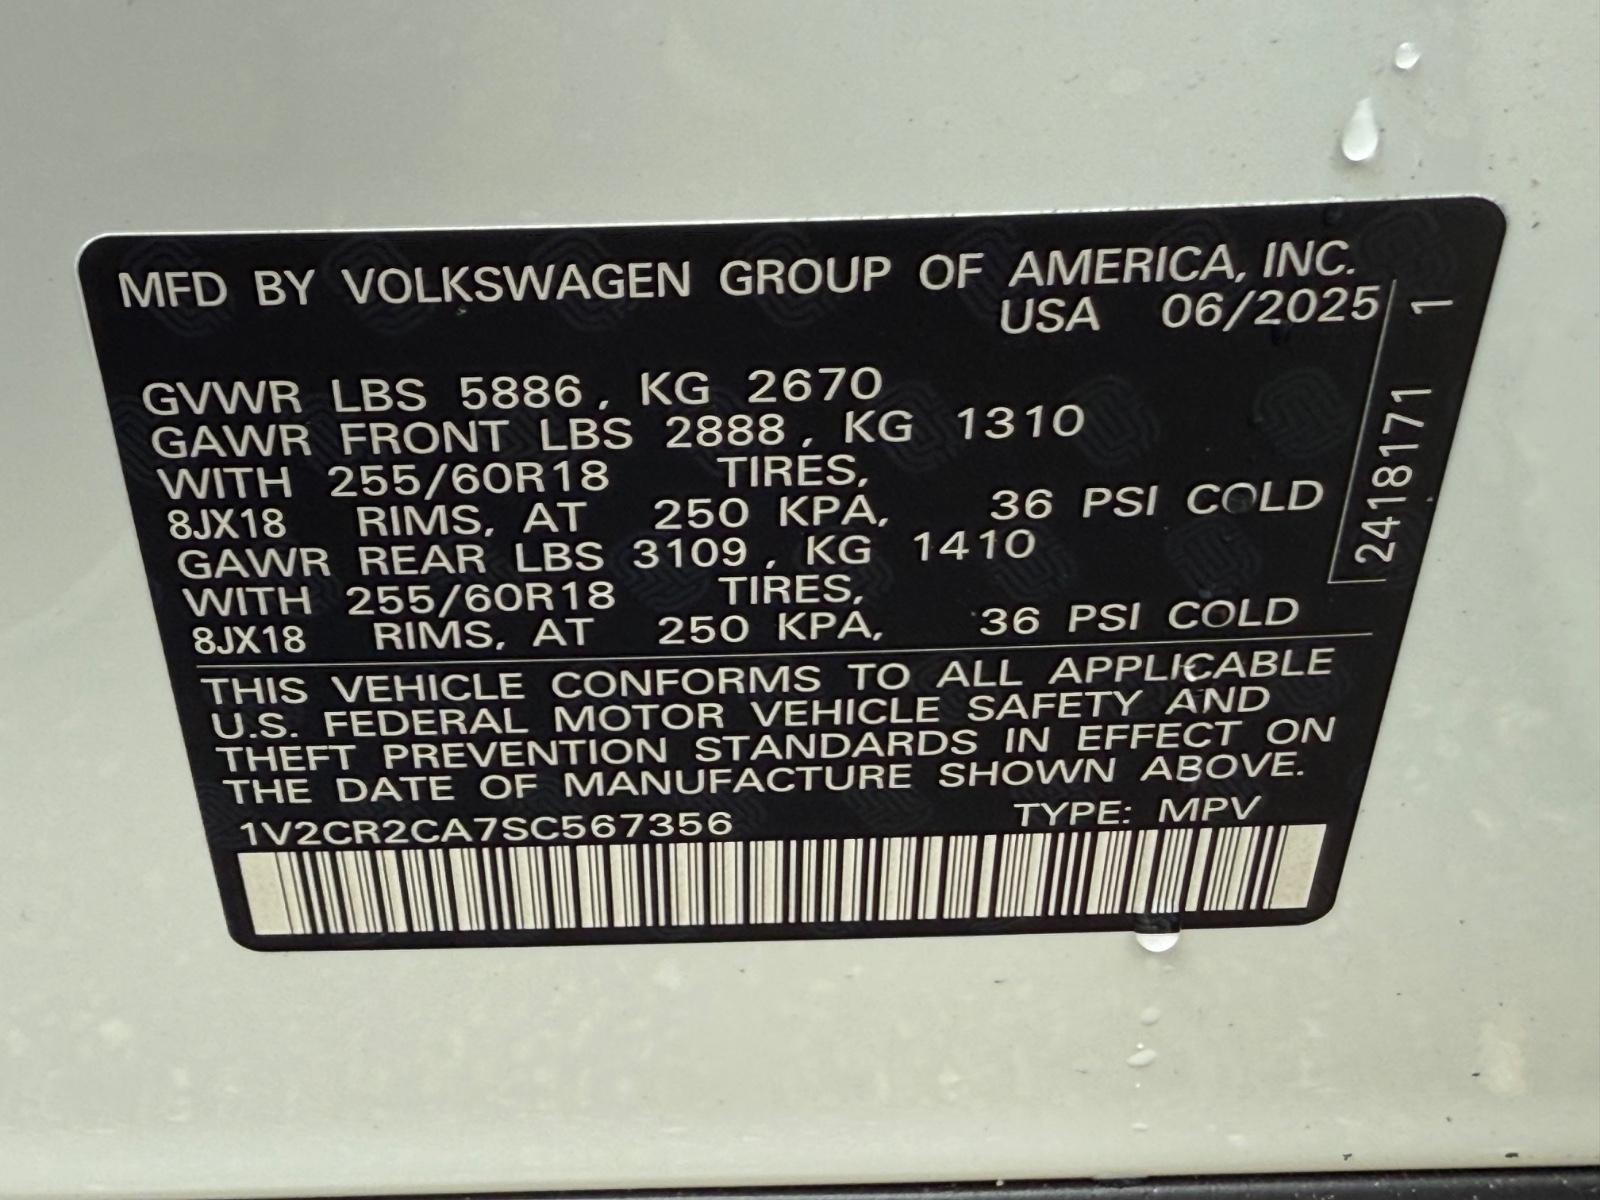 MFD BY VOLKSWAGEN GROUP OF AMERICA, INC.
USA 06/2025
GVWR LBS 5886, KG 2670
GAWR FRONT LBS 2888, KG 1310
WITH 255/60R18 TIRES,
8JX18 RIMS, AT 250 KPA, 36 PSI COLD
GAWR REAR LBS 3109, KG 1410
WITH 255/60R18 TIRES,
8JX18 RIMS, AT 250 KPA, 36 PSI COLD
THIS VEHICLE CONFORMS TO ALL APPLICABLE
U.S. FEDERAL MOTOR VEHICLE SAFETY AND
THEFT PREVENTION STANDARDS IN EFFECT ON
THE DATE OF MANUFACTURE SHOWN ABOVE.
1V2CR2CA7SC567356 TYPE: MPV
2418171 1